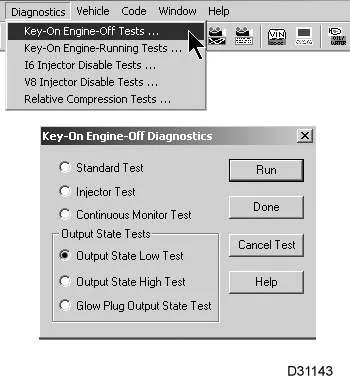 Diagnostics Vehicle Code Window Help
Key-On Engine-Off Tests ...
Key-On Engine-Running Tests ...
I6 Injector Disable Tests ...
V8 Injector Disable Tests ...
Relative Compression Tests ...
VIN
Key-On Engine-Off Diagnostics
Standard Test
Injector Test
Continuous Monitor Test
Output State Tests
Output State Low Test
Output State High Test
Glow Plug Output State Test
Run
Done
Cancel Test
Help
D31143